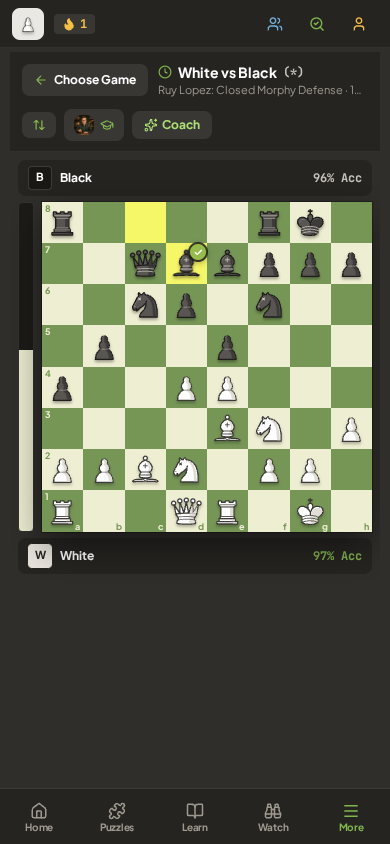 1
Choose Game
White vs Black (*)
Ruy Lopez: Closed Morphy Defense · 1...
Coach
B Black 96% Acc
8
7
6
5
4
3
2
1
a b c d e f g h
W White 97% Acc
Home Puzzles Learn Watch More